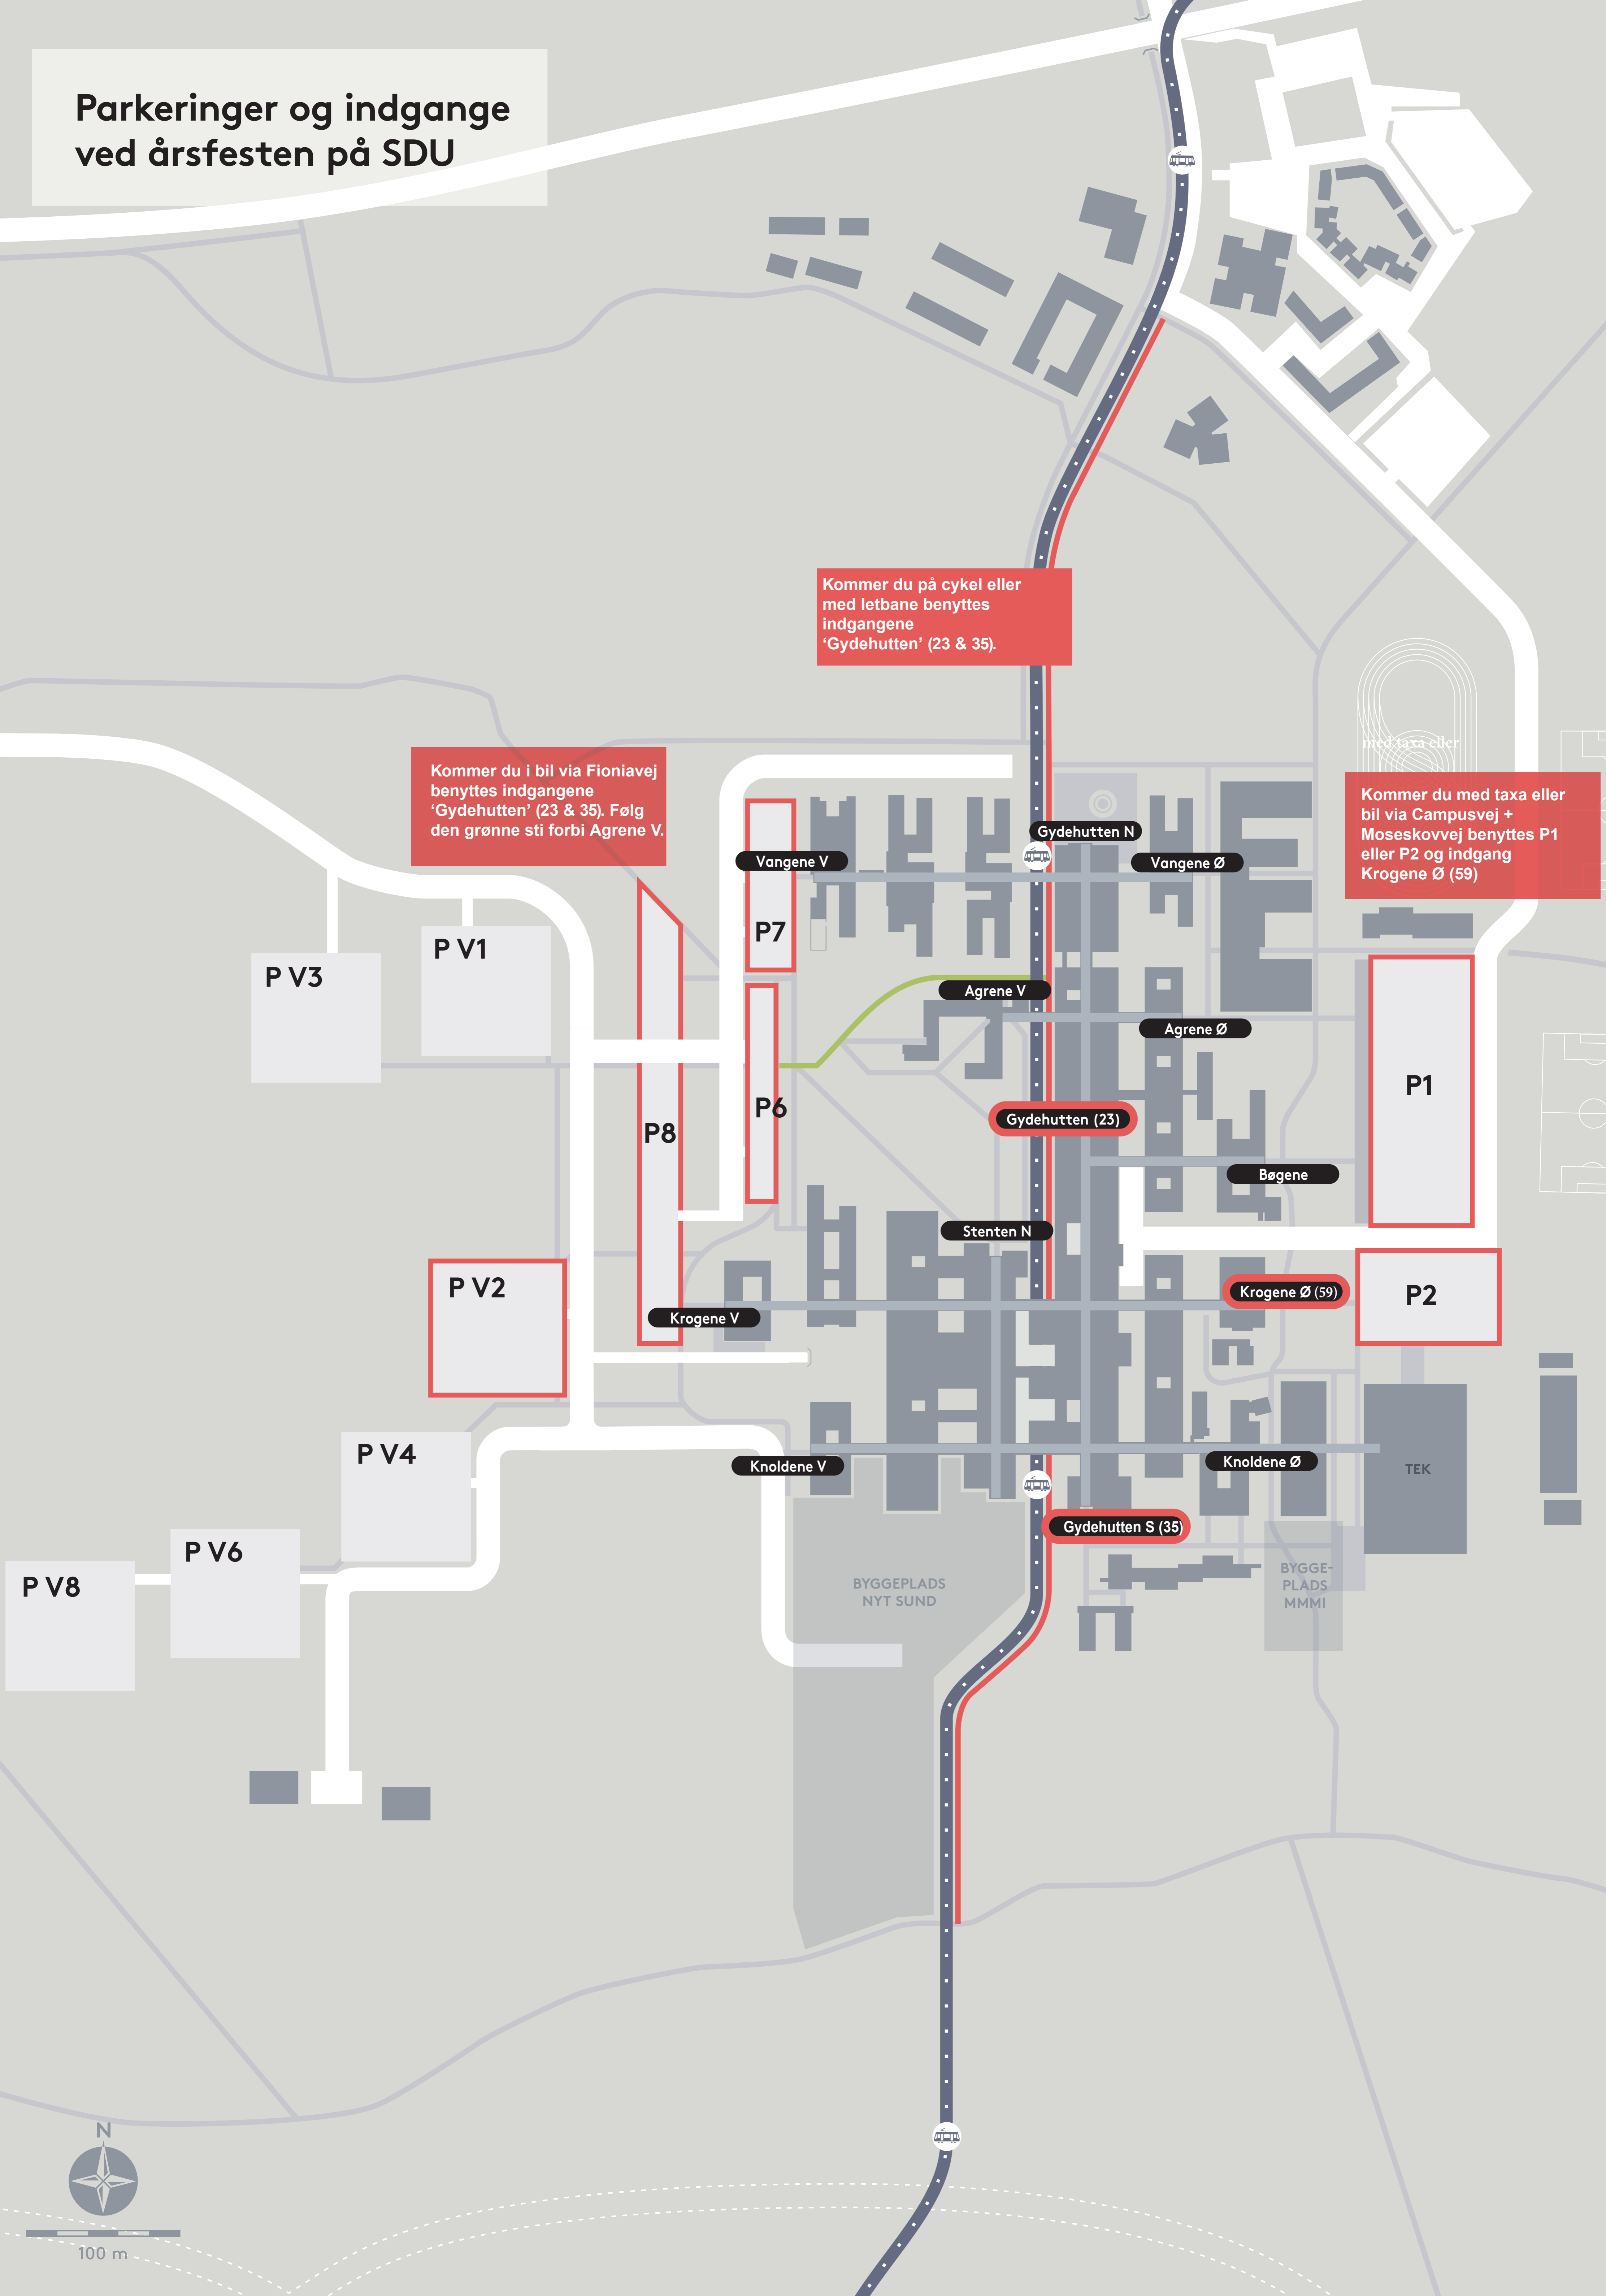 Parkeringer og indgange
ved årsfesten på SDU
Kommer du på cykel eller
med letbane benyttes
indgangene
‘Gydehutten’ (23 & 35).
med taxa eller
Kommer du i bil via Fioniavej
benyttes indgangene
‘Gydehutten’ (23 & 35). Følg
den grønne sti forbi Agrene V.
Kommer du med taxa eller
bil via Campusvej +
Moseskovvej benyttes P1
eller P2 og indgang
Krogene Ø (59)
Gydehutten N
Vangene V
Vangene Ø
P7
P V1
P V3
Agrene V
Agrene Ø
P1
P6
Gydehutten (23)
P8
Bøgene
Stenten N
P V2
Krogene Ø (59)
P2
Krogene V
P V4
Knoldene V
Knoldene Ø
TEK
Gydehutten S (35)
P V6
P V8
BYGGEPLADS
NYT SUND
BYGGE-
PLADS
MMMI
N
100 m